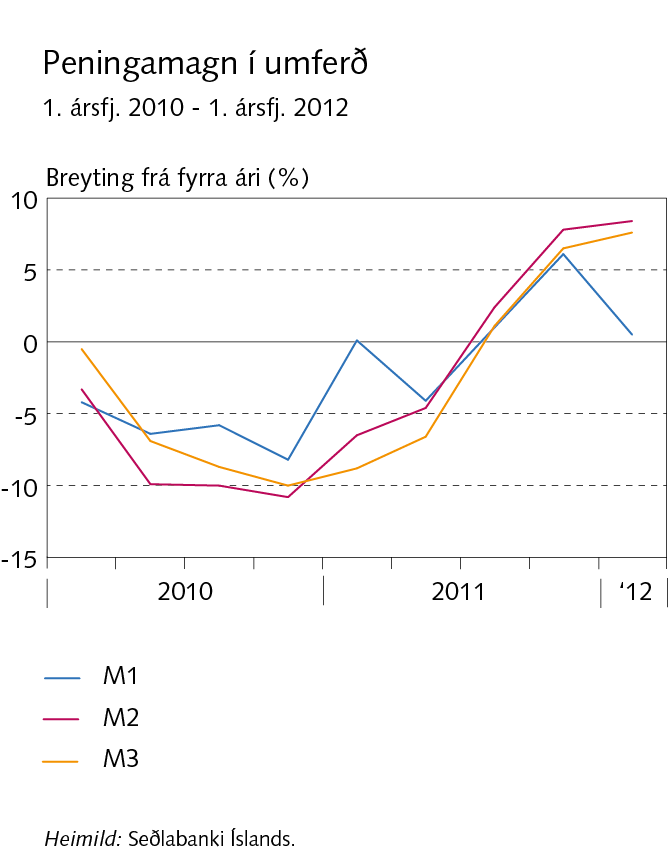 Peningamagn í umferð
1. ársfj. 2010 - 1. ársfj. 2012
Breyting frá fyrra ári (%)
10
5
0
-5
-10
-15
2010 2011 ‘12
M1
M2
M3
Heimild: Seðlabanki Íslands.